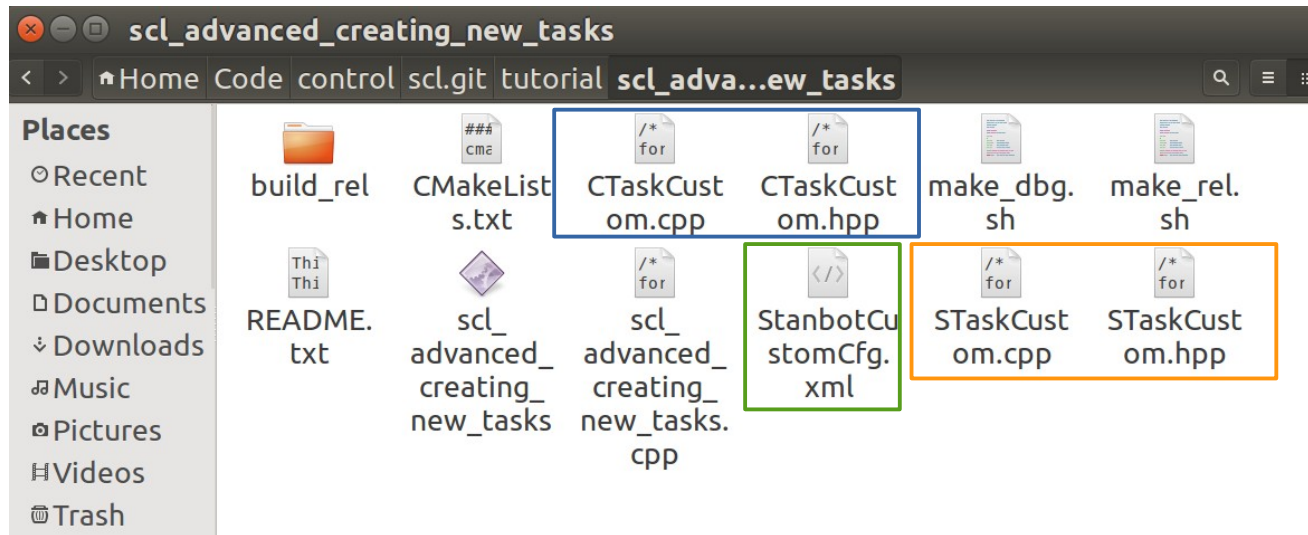 scl_advanced_creating_new_tasks
Home Code control scl.git tutorial scl_adva...ew_tasks
Places
Recent
Home
Desktop
Documents
Downloads
Music
Pictures
Videos
Trash
###
cma
/*
for
/*
for
build_rel
CMakeList
s.txt
CTaskCust
om.cpp
CTaskCust
om.hpp
make_dbg.
sh
make_rel.
sh
Thi
Thi
/*
for
</>
/*
for
/*
for
README.
txt
scl_
advanced_
creating_
new_tasks
scl_
advanced_
creating_
new_tasks.
cpp
StanbotCu
stomCfg.
xml
STaskCust
om.cpp
STaskCust
om.hpp